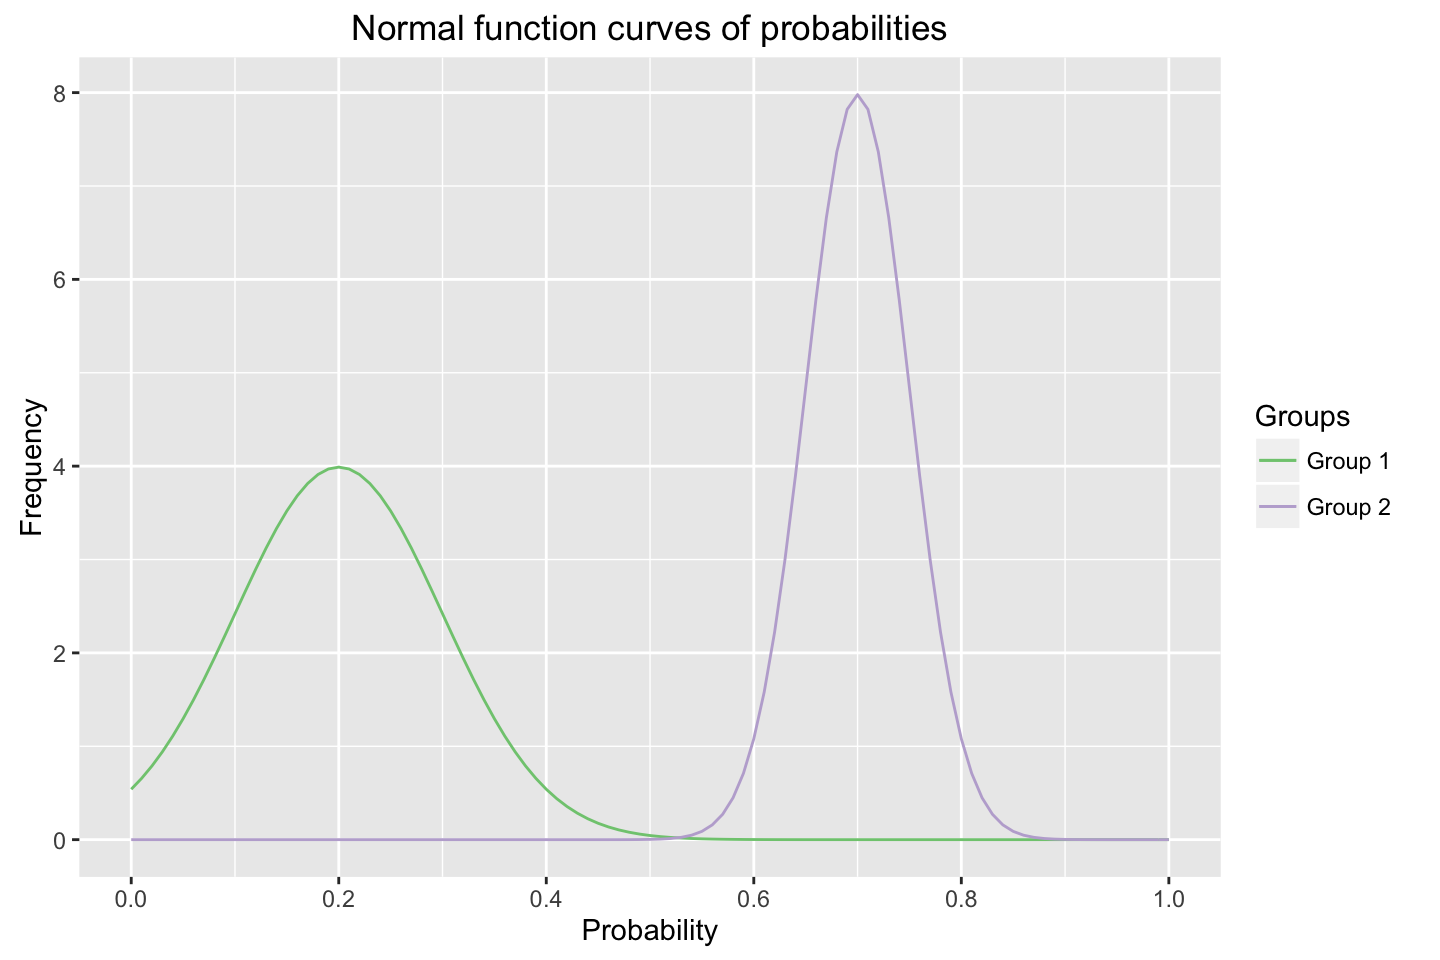 Normal function curves of probabilities
8
6
4
2
0
Frequency
0.0 0.2 0.4 0.6 0.8 1.0
Probability
Groups
Group 1
Group 2